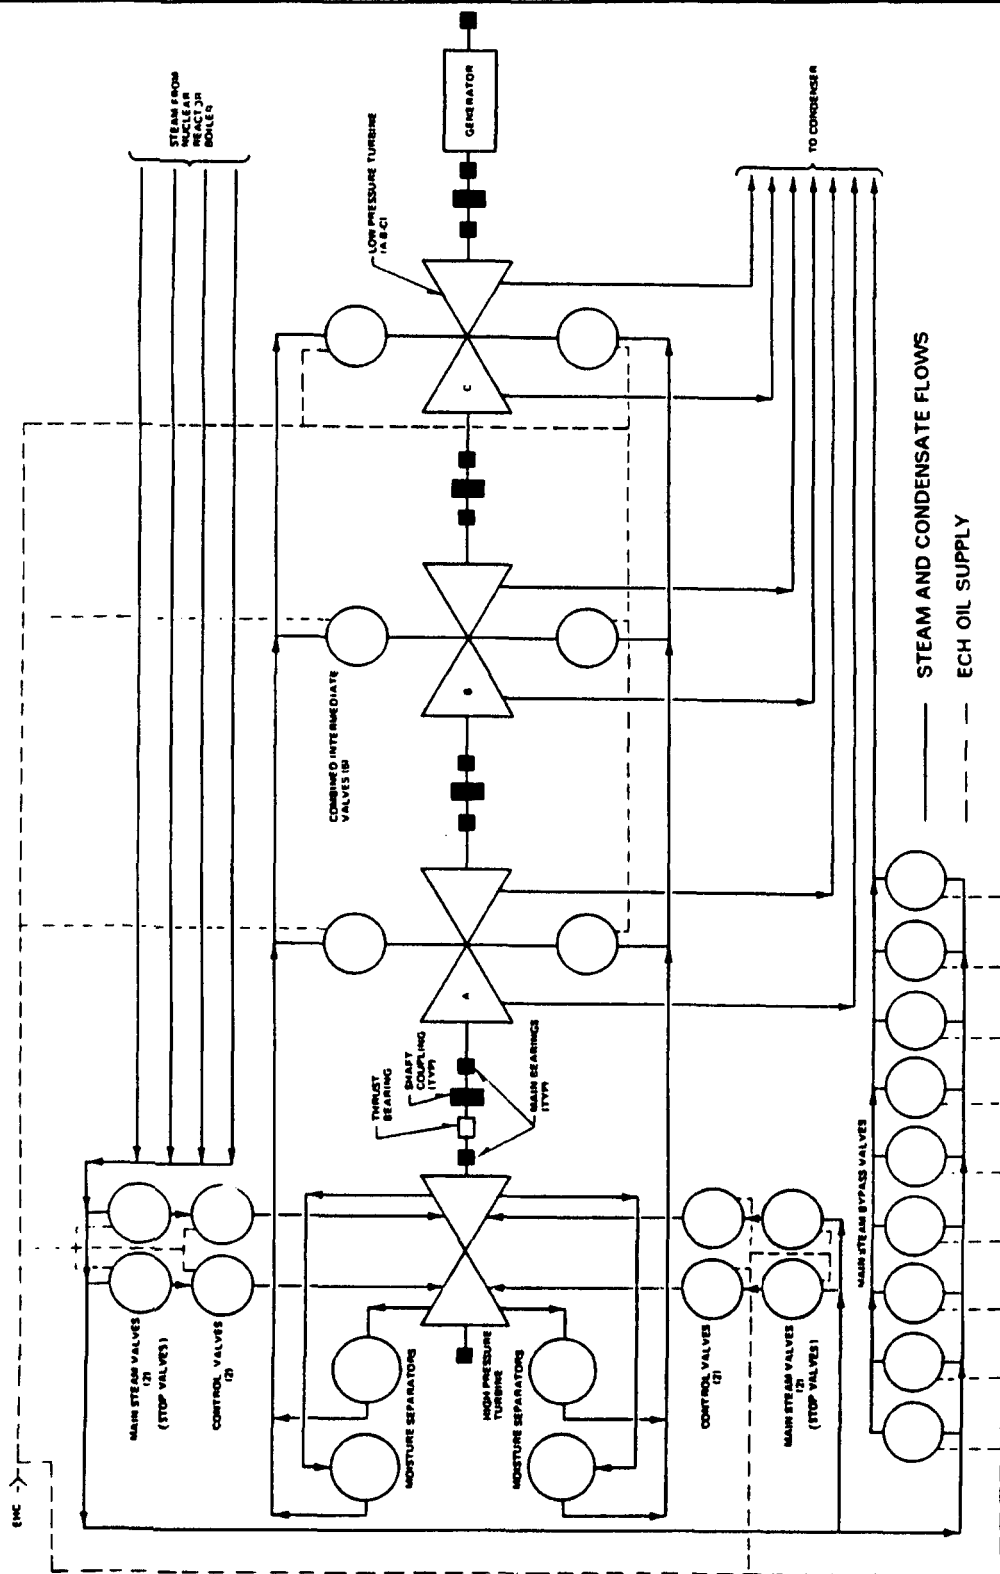 STEAM FROM
NUCLEAR
REACTOR
BOILER
GENERATOR
LOW PRESSURE TURBINE
(A-B-C)
TO CONDENSER
C
B
A
COMBINED INTERMEDIATE
VALVES (6)
THRUST
BEARING
SHAFT
COUPLING
(TYP)
MAIN BEARINGS
(TYP)
MAIN STEAM VALVES
(2)
(STOP VALVES)
CONTROL VALVES
(2)
MOISTURE SEPARATORS
HIGH PRESSURE
TURBINE
MOISTURE SEPARATORS
CONTROL VALVES
(2)
MAIN STEAM VALVES
(2)
(STOP VALVES)
MAIN STEAM BYPASS VALVES
EHC
STEAM AND CONDENSATE FLOWS
ECH OIL SUPPLY